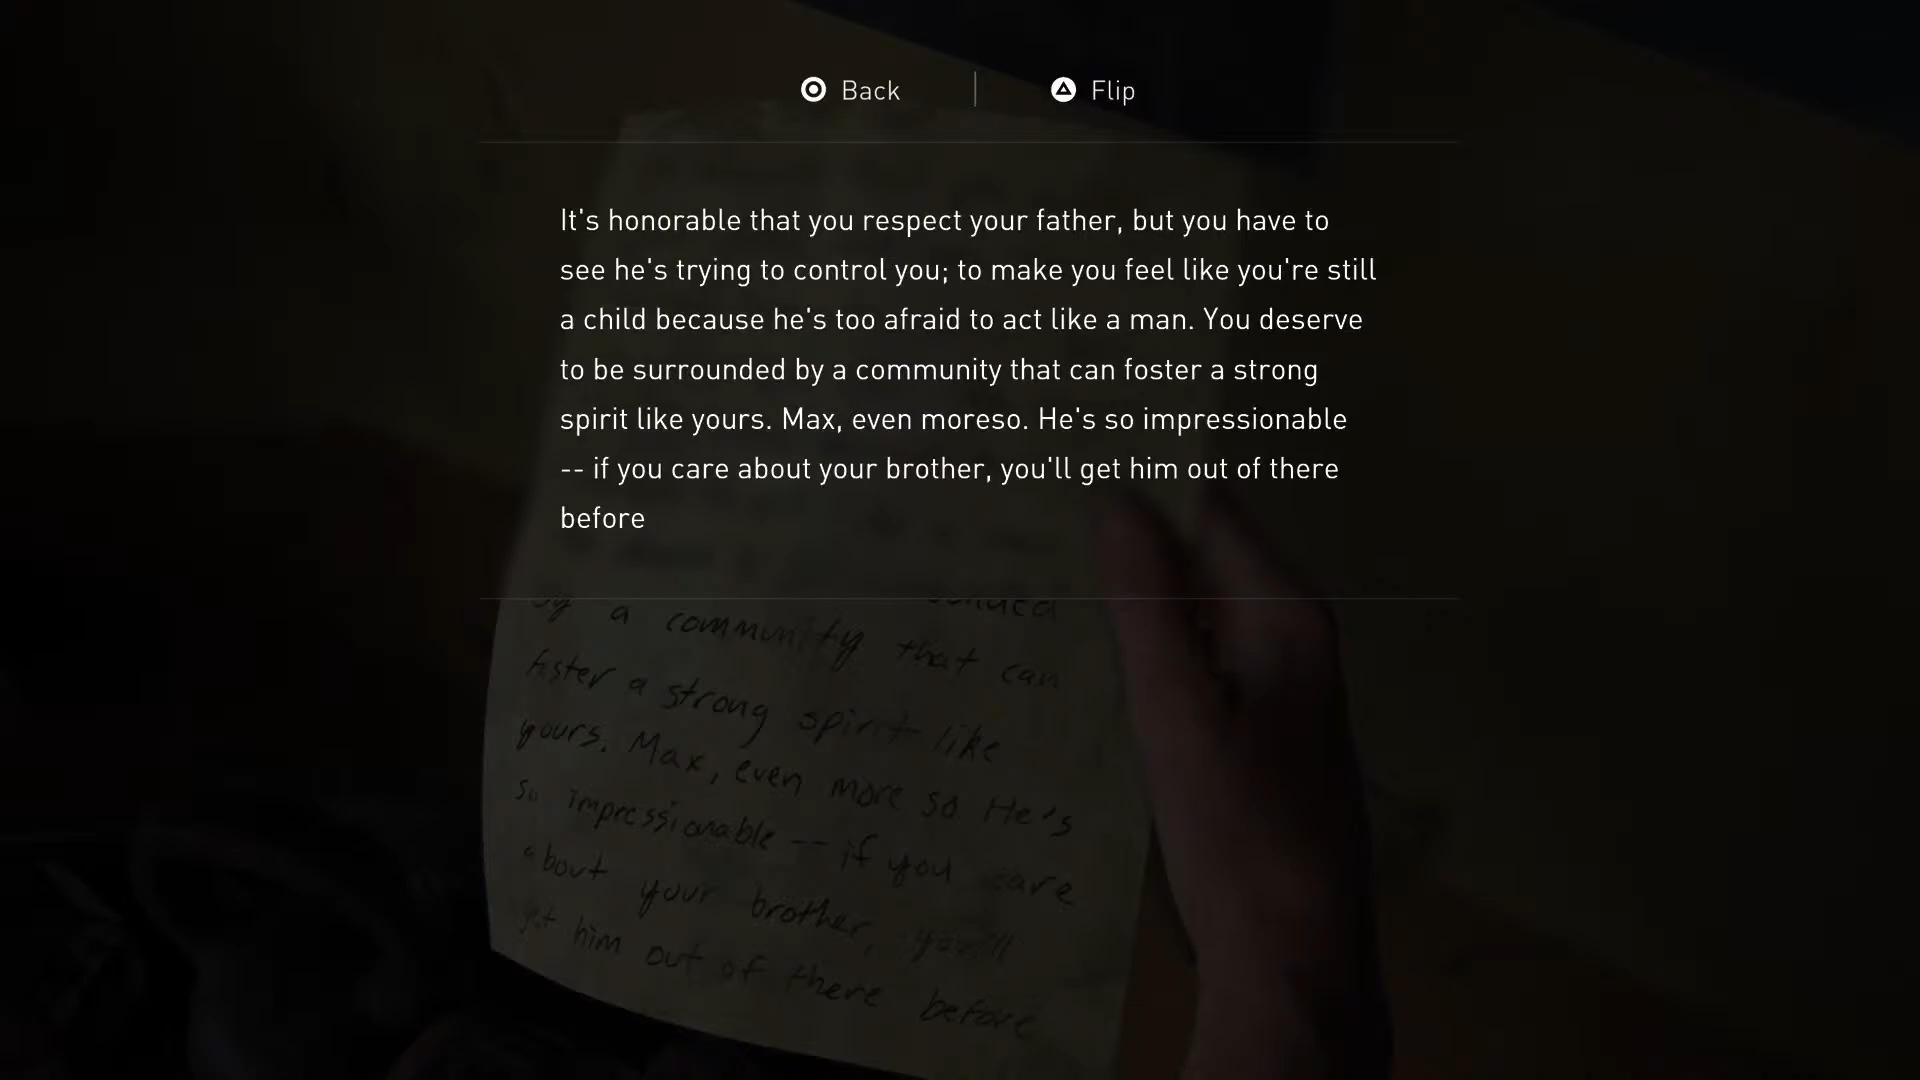 Back
Flip
It's honorable that you respect your father, but you have to
see he's trying to control you; to make you feel like you're still
a child because he's too afraid to act like a man. You deserve
to be surrounded by a community that can foster a strong
spirit like yours. Max, even moreso. He's so impressionable
-- if you care about your brother, you'll get him out of there
before
by a community that can
foster a strong spirit like
yours. Max, even more so He's
so impressionable -- if you care
about your brother, you'll
get him out of there before